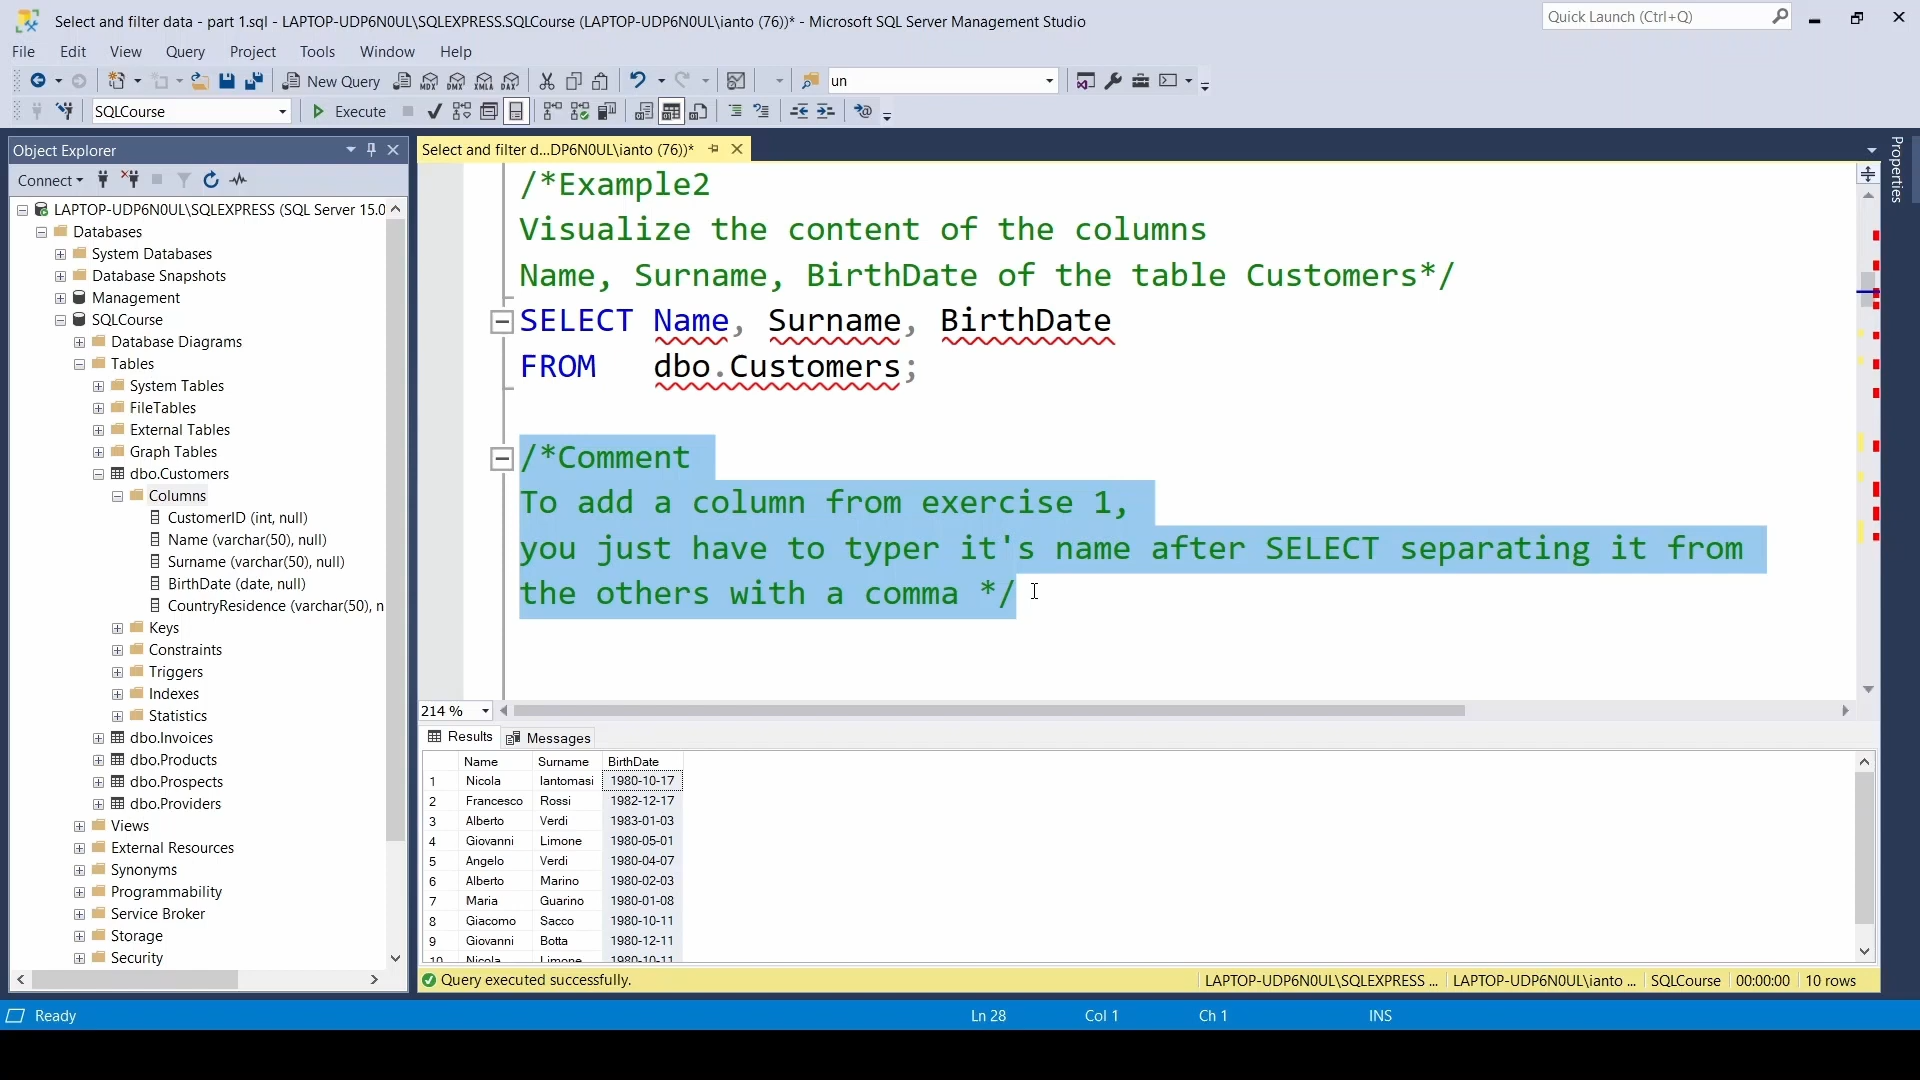 Select and filter data - part 1.sql - LAPTOP-UDP6N0UL\SQLEXPRESS.SQLCourse (LAPTOP-UDP6N0UL\ianto (76))* - Microsoft SQL Server Management Studio
Quick Launch (Ctrl+Q)
File Edit View Query Project Tools Window Help
New Query MDX DMX XMLA DAX un
SQLCourse Execute
Object Explorer
Select and filter d...DP6N0UL\ianto (76))*
Properties
Connect
LAPTOP-UDP6N0UL\SQLEXPRESS (SQL Server 15.0
Databases
System Databases
Database Snapshots
Management
SQLCourse
Database Diagrams
Tables
System Tables
FileTables
External Tables
Graph Tables
dbo.Customers
Columns
CustomerID (int, null)
Name (varchar(50), null)
Surname (varchar(50), null)
BirthDate (date, null)
CountryResidence (varchar(50), n
Keys
Constraints
Triggers
Indexes
Statistics
dbo.Invoices
dbo.Products
dbo.Prospects
dbo.Providers
Views
External Resources
Synonyms
Programmability
Service Broker
Storage
Security
/*Example2
Visualize the content of the columns
Name, Surname, BirthDate of the table Customers*/
SELECT Name, Surname, BirthDate
FROM dbo.Customers;
/*Comment
To add a column from exercise 1,
you just have to typer it's name after SELECT separating it from
the others with a comma */
214 %
Results Messages
Name Surname BirthDate
1 Nicola Iantomasi 1980-10-17
2 Francesco Rossi 1982-12-17
3 Alberto Verdi 1983-01-03
4 Giovanni Limone 1980-05-01
5 Angelo Verdi 1980-04-07
6 Alberto Marino 1980-02-03
7 Maria Guarino 1980-01-08
8 Giacomo Sacco 1980-10-11
9 Giovanni Botta 1980-12-11
10 Nicola Limone 1980-10-11
Query executed successfully. LAPTOP-UDP6N0UL\SQLEXPRESS ... LAPTOP-UDP6N0UL\ianto ... SQLCourse 00:00:00 10 rows
Ready Ln 28 Col 1 Ch 1 INS